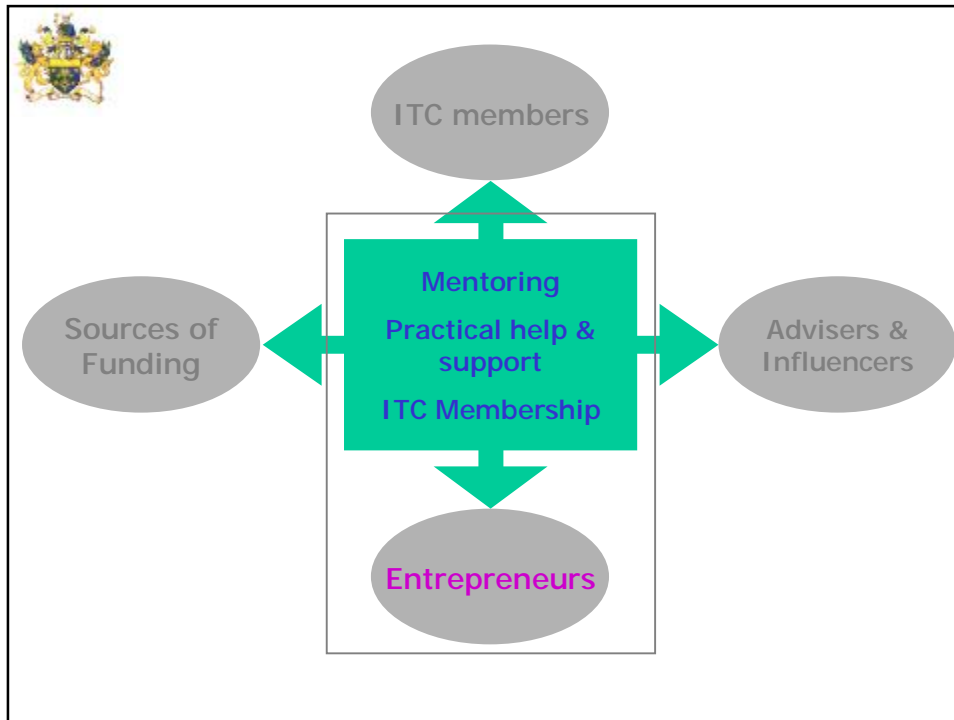 ITC members
Sources of
Funding
Mentoring
Practical help &
support
ITC Membership
Advisers &
Influencers
Entrepreneurs